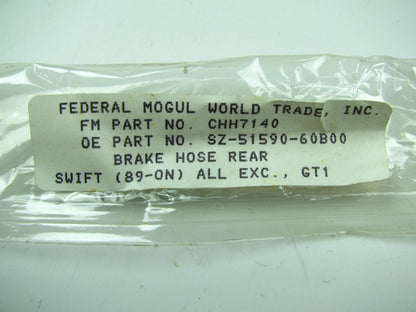 FEDERAL MOGUL WORLD TRADE, INC.
FM PART NO. CHH7140
OE PART NO. SZ-51590-60B00
BRAKE HOSE REAR
SWIFT (89-ON) ALL EXC., GT1